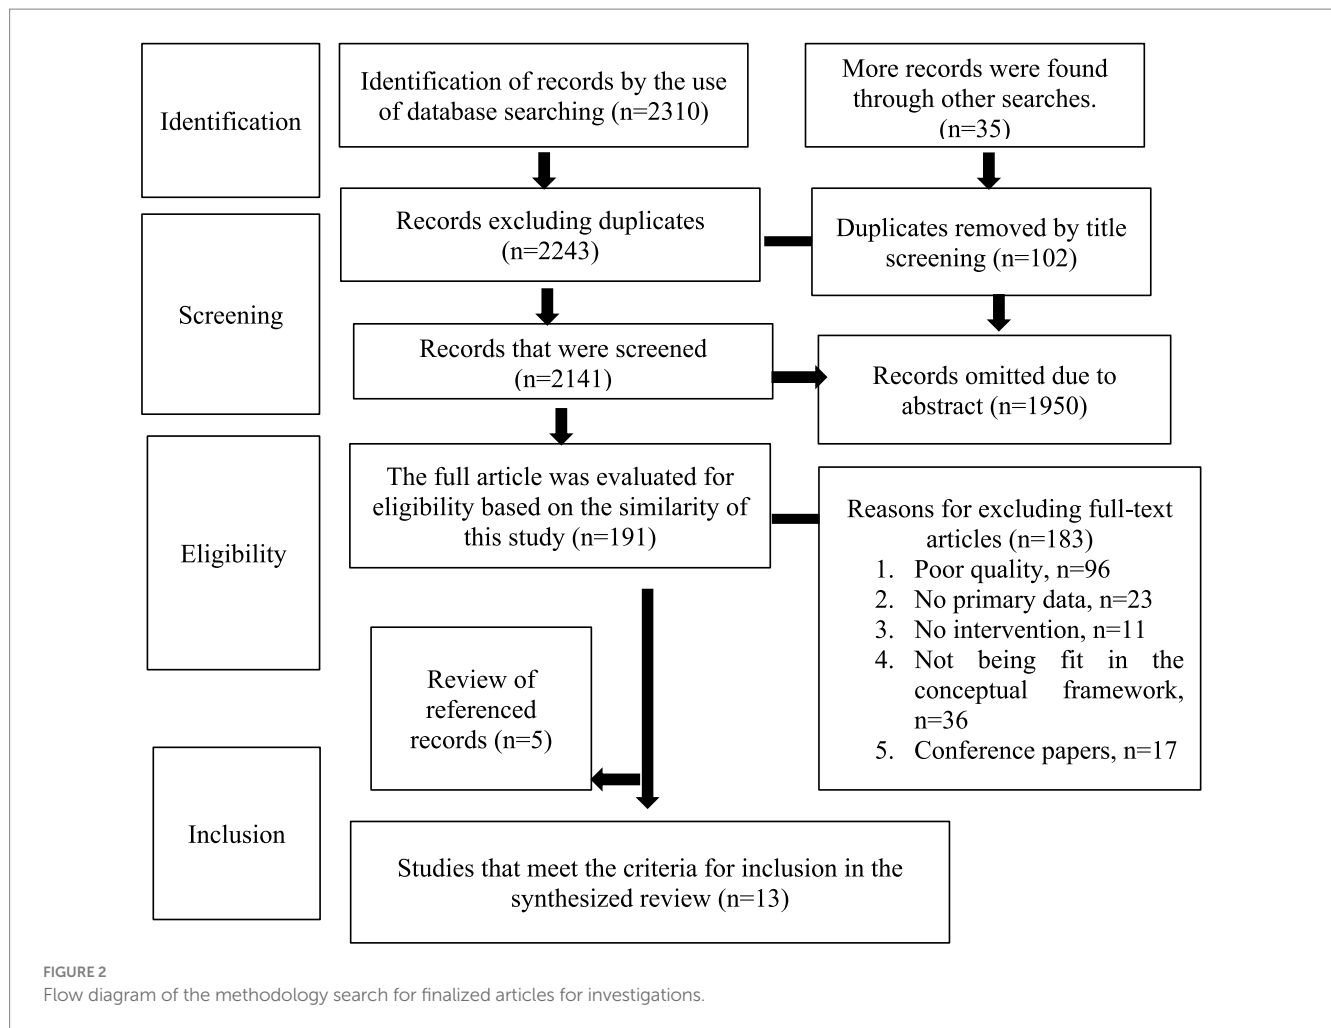 Identification
Identification of records by the use
of database searching (n=2310)
More records were found
through other searches.
(n=35)
Screening
Records excluding duplicates
(n=2243)
Duplicates removed by title
screening (n=102)
Records that were screened
(n=2141)
Records omitted due to
abstract (n=1950)
Eligibility
The full article was evaluated for
eligibility based on the similarity of
this study (n=191)
Reasons for excluding full-text
articles (n=183)
1. Poor quality, n=96
2. No primary data, n=23
3. No intervention, n=11
4. Not being fit in the
conceptual framework,
n=36
5. Conference papers, n=17
Review of
referenced
records (n=5)
Inclusion
Studies that meet the criteria for inclusion in the
synthesized review (n=13)
FIGURE 2
Flow diagram of the methodology search for finalized articles for investigations.